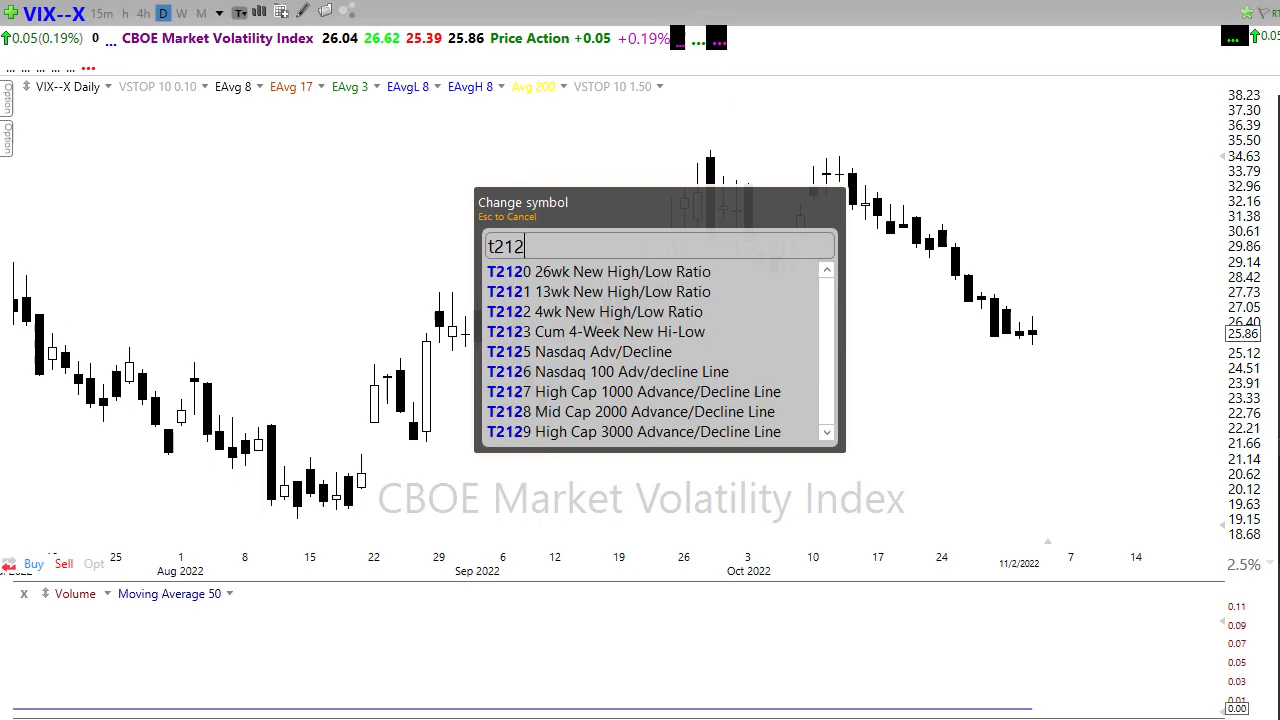 VIX--X 15m h 4h D W M T
0.05(0.19%) 0 ... CBOE Market Volatility Index 26.04 26.62 25.39 25.86 Price Action +0.05 +0.19% ... ... ... ... 0.05
... ... ... ... ... ...
VIX--X Daily VSTOP 10 0.10 EAvg 8 EAvg 17 EAvg 3 EAvgL 8 EAvgH 8 Avg 200 VSTOP 10 1.50
Option
Option
38.23
37.30
36.39
35.50
34.63
33.79
32.96
32.16
31.38
30.61
29.86
29.14
28.42
27.73
27.05
26.40
25.86
25.12
24.51
23.91
23.33
22.76
22.21
21.66
21.14
20.62
20.12
19.63
19.15
18.68
Change symbol
Esc to Cancel
t212
T2120 26wk New High/Low Ratio
T2121 13wk New High/Low Ratio
T2122 4wk New High/Low Ratio
T2123 Cum 4-Week New Hi-Low
T2125 Nasdaq Adv/Decline
T2126 Nasdaq 100 Adv/decline Line
T2127 High Cap 1000 Advance/Decline Line
T2128 Mid Cap 2000 Advance/Decline Line
T2129 High Cap 3000 Advance/Decline Line
CBOE Market Volatility Index
25 1 8 15 22 29 6 12 19 26 3 10 17 24 7 14
Buy Sell Opt
Aug 2022 Sep 2022 Oct 2022 11/2/2022
2.5%
X Volume Moving Average 50
0.11
0.09
0.07
0.05
0.03
0.01
0.00